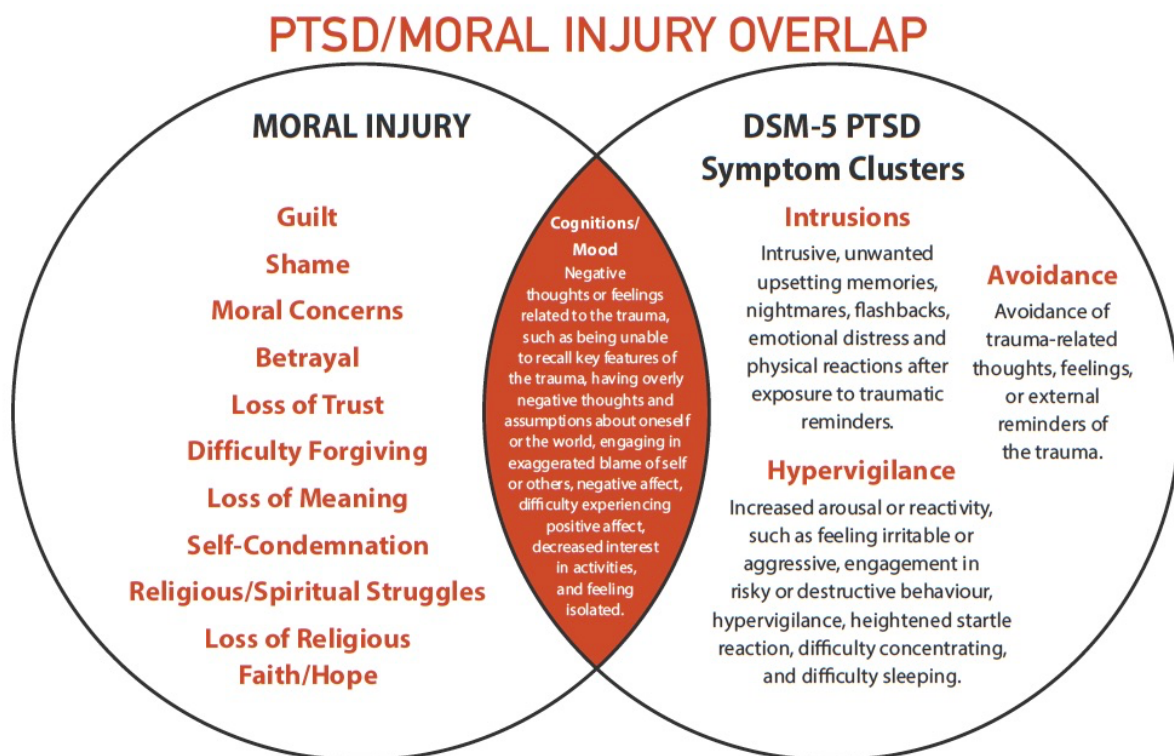 PTSD/MORAL INJURY OVERLAP
MORAL INJURY
Guilt
Shame
Moral Concerns
Betrayal
Loss of Trust
Difficulty Forgiving
Loss of Meaning
Self-Condemnation
Religious/Spiritual Struggles
Loss of Religious
Faith/Hope
Cognitions/
Mood
Negative
thoughts or feelings
related to the trauma,
such as being unable
to recall key features of
the trauma, having overly
negative thoughts and
assumptions about oneself
or the world, engaging in
exaggerated blame of self
or others, negative affect,
difficulty experiencing
positive affect,
decreased interest
in activities,
and feeling
isolated.
DSM-5 PTSD
Symptom Clusters
Intrusions
Intrusive, unwanted
upsetting memories,
nightmares, flashbacks,
emotional distress and
physical reactions after
exposure to traumatic
reminders.
Avoidance
Avoidance of
trauma-related
thoughts, feelings,
or external
reminders of
the trauma.
Hypervigilance
Increased arousal or reactivity,
such as feeling irritable or
aggressive, engagement in
risky or destructive behaviour,
hypervigilance, heightened startle
reaction, difficulty concentrating,
and difficulty sleeping.